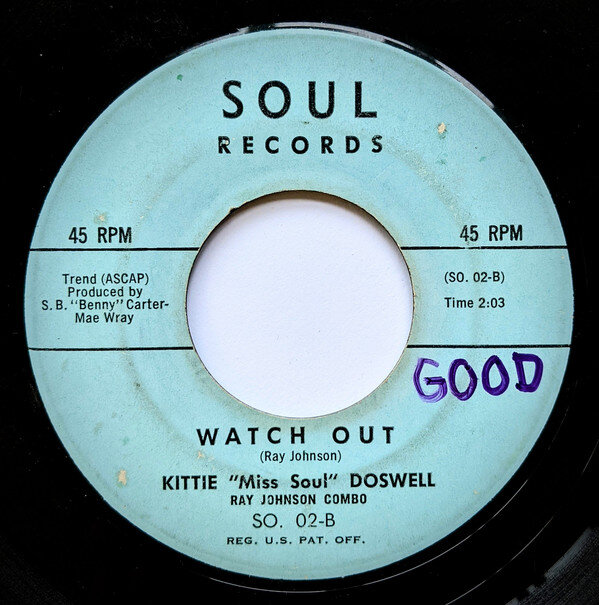 SOUL
RECORDS
45 RPM
45 RPM
Trend (ASCAP)
Produced by
S. B. "Benny" Carter-
Mae Wray
(SO. 02-B)
Time 2:03
GOOD
WATCH OUT
(Ray Johnson)
KITTIE "Miss Soul" DOSWELL
RAY JOHNSON COMBO
SO. 02-B
REG. U.S. PAT. OFF.